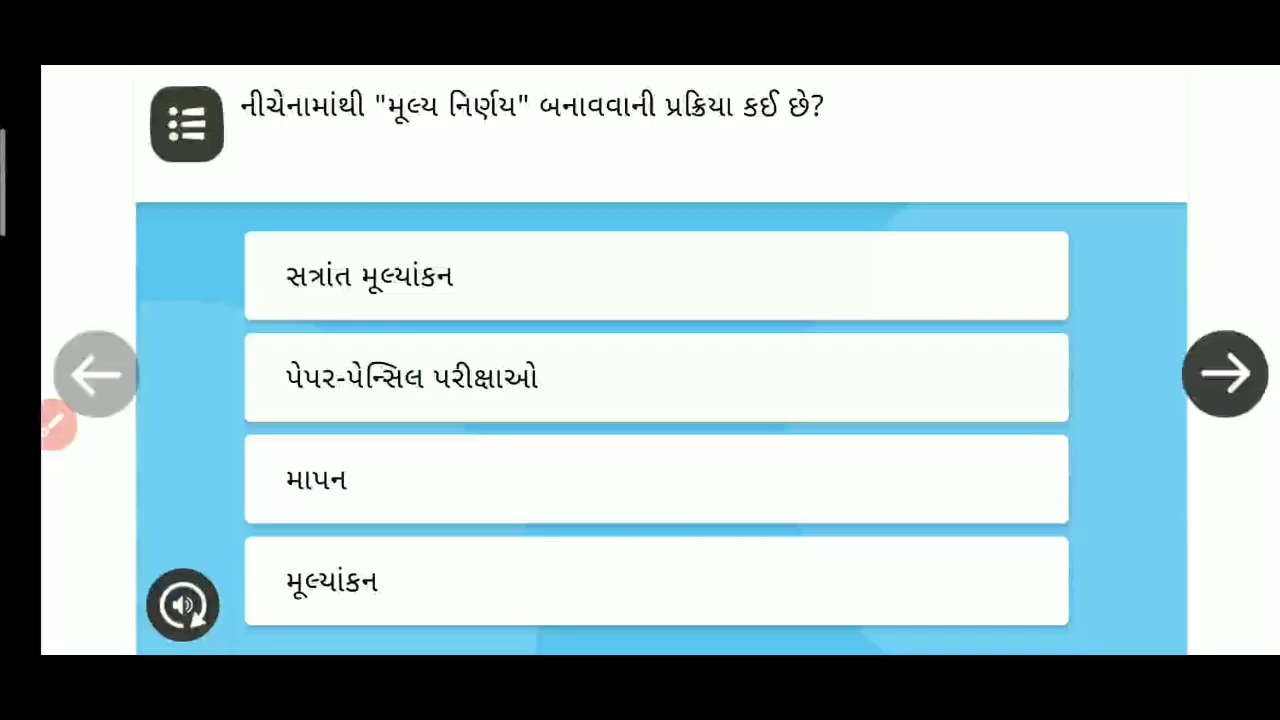 નીચેનામાંથી "મૂલ્ય નિર્ણય" બનાવવાની પ્રક્રિયા કઈ છે?
સત્રાંત મૂલ્યાંકન
પેપર-પેન્સિલ પરીક્ષાઓ
માપન
મૂલ્યાંકન